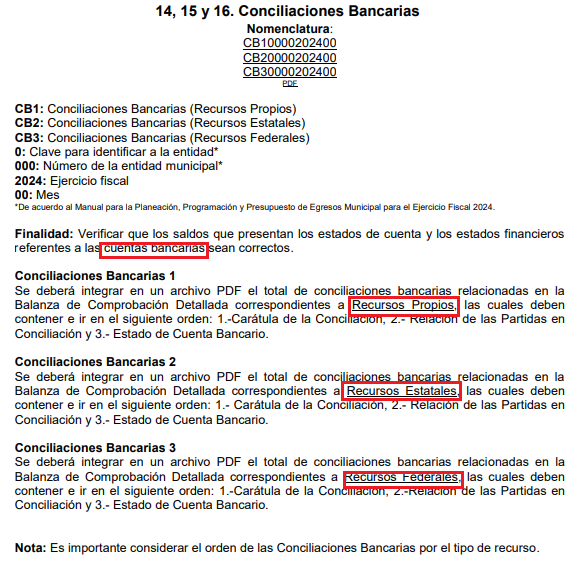 14, 15 y 16. Conciliaciones Bancarias
Nomenclatura:
CB10000202400
CB20000202400
CB30000202400
PDF
CB1: Conciliaciones Bancarias (Recursos Propios)
CB2: Conciliaciones Bancarias (Recursos Estatales)
CB3: Conciliaciones Bancarias (Recursos Federales)
0: Clave para identificar a la entidad*
000: Número de la entidad municipal*
2024: Ejercicio fiscal
00: Mes
*De acuerdo al Manual para la Planeación, Programación y Presupuesto de Egresos Municipal para el Ejercicio Fiscal 2024.
Finalidad: Verificar que los saldos que presentan los estados de cuenta y los estados financieros
referentes a las cuentas bancarias sean correctos.
Conciliaciones Bancarias 1
Se deberá integrar en un archivo PDF el total de conciliaciones bancarias relacionadas en la
Balanza de Comprobación Detallada correspondientes a Recursos Propios, las cuales deben
contener e ir en el siguiente orden: 1.-Carátula de la Conciliación, 2.- Relación de las Partidas en
Conciliación y 3.- Estado de Cuenta Bancario.
Conciliaciones Bancarias 2
Se deberá integrar en un archivo PDF el total de conciliaciones bancarias relacionadas en la
Balanza de Comprobación Detallada correspondientes a Recursos Estatales, las cuales deben
contener e ir en el siguiente orden: 1.- Carátula de la Conciliación, 2.- Relación de las Partidas en
Conciliación y 3.- Estado de Cuenta Bancario.
Conciliaciones Bancarias 3
Se deberá integrar en un archivo PDF el total de conciliaciones bancarias relacionadas en la
Balanza de Comprobación Detallada correspondientes a Recursos Federales, las cuales deben
contener e ir en el siguiente orden: 1.-Carátula de la Conciliación, 2.-Relación de las Partidas en
Conciliación y 3.- Estado de Cuenta Bancario.
Nota: Es importante considerar el orden de las Conciliaciones Bancarias por el tipo de recurso.